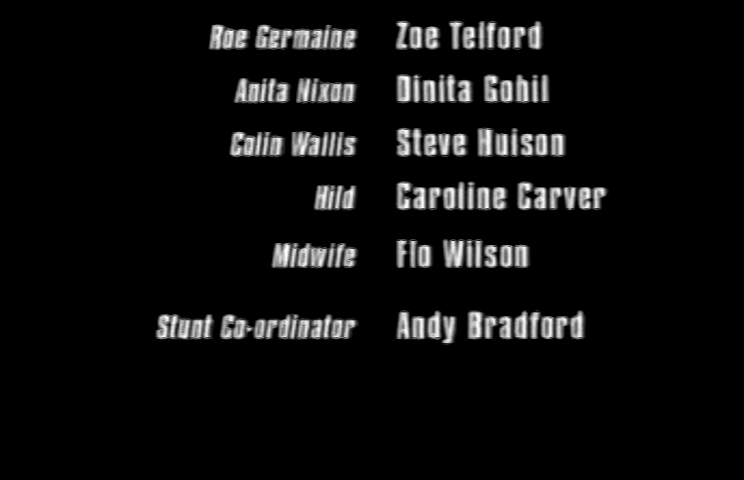 Roe Germaine Zoe Telford
Anita Nixon Dinita Gohil
Colin Wallis Steve Huison
Hild Caroline Carver
Midwife Flo Wilson
Stunt Co-ordinator Andy Bradford